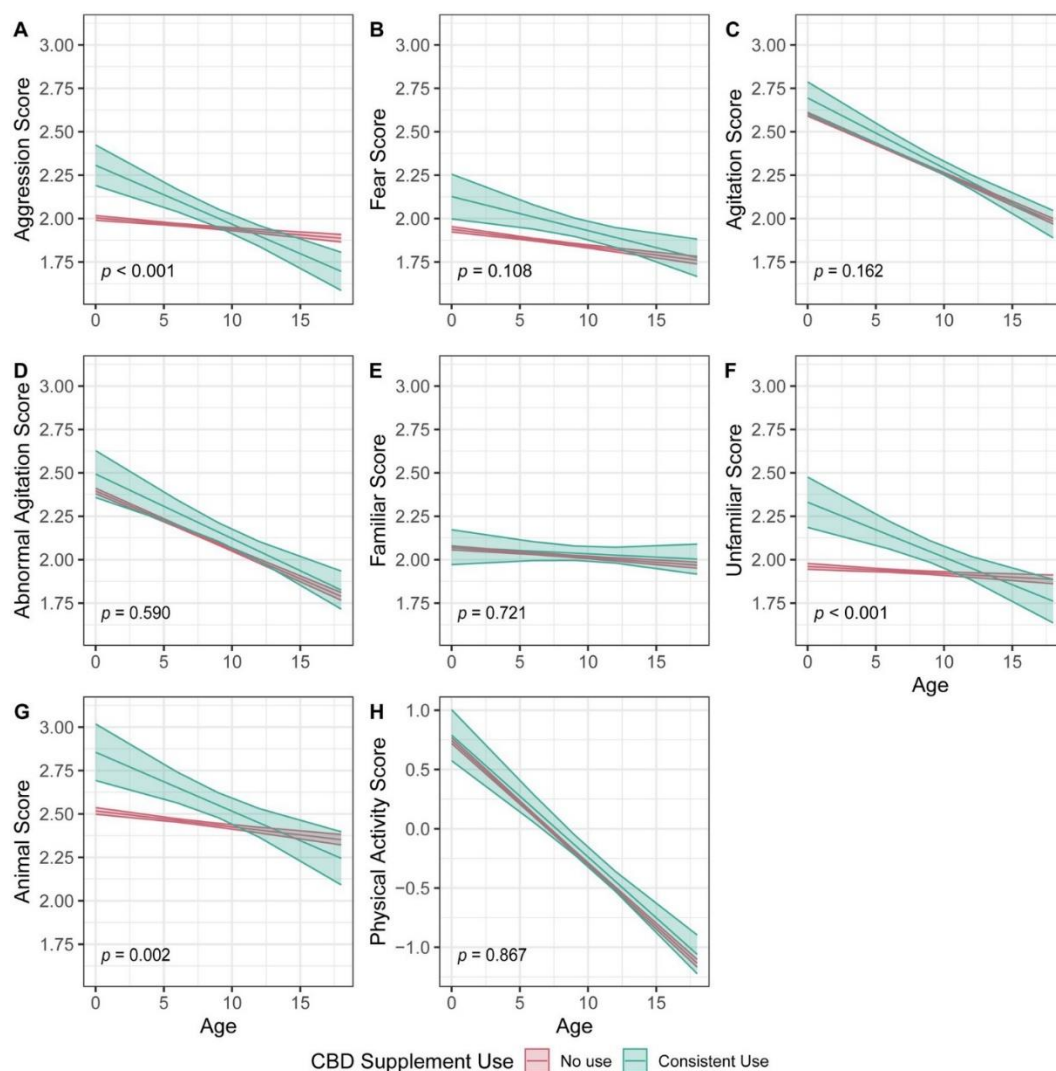 A
Aggression Score
3.00
2.75
2.50
2.25
2.00
1.75
p < 0.001
0 5 10 15
B
Fear Score
3.00
2.75
2.50
2.25
2.00
1.75
p = 0.108
0 5 10 15
C
Agitation Score
3.00
2.75
2.50
2.25
2.00
1.75
p = 0.162
0 5 10 15
D
Abnormal Agitation Score
3.00
2.75
2.50
2.25
2.00
1.75
p = 0.590
0 5 10 15
E
Familiar Score
3.00
2.75
2.50
2.25
2.00
1.75
p = 0.721
0 5 10 15
F
Unfamiliar Score
3.00
2.75
2.50
2.25
2.00
1.75
p < 0.001
0 5 10 15
Age
G
Animal Score
3.00
2.75
2.50
2.25
2.00
1.75
p = 0.002
0 5 10 15
Age
H
Physical Activity Score
1.0
0.5
0.0
−0.5
−1.0
p = 0.867
0 5 10 15
Age
CBD Supplement Use No use Consistent Use